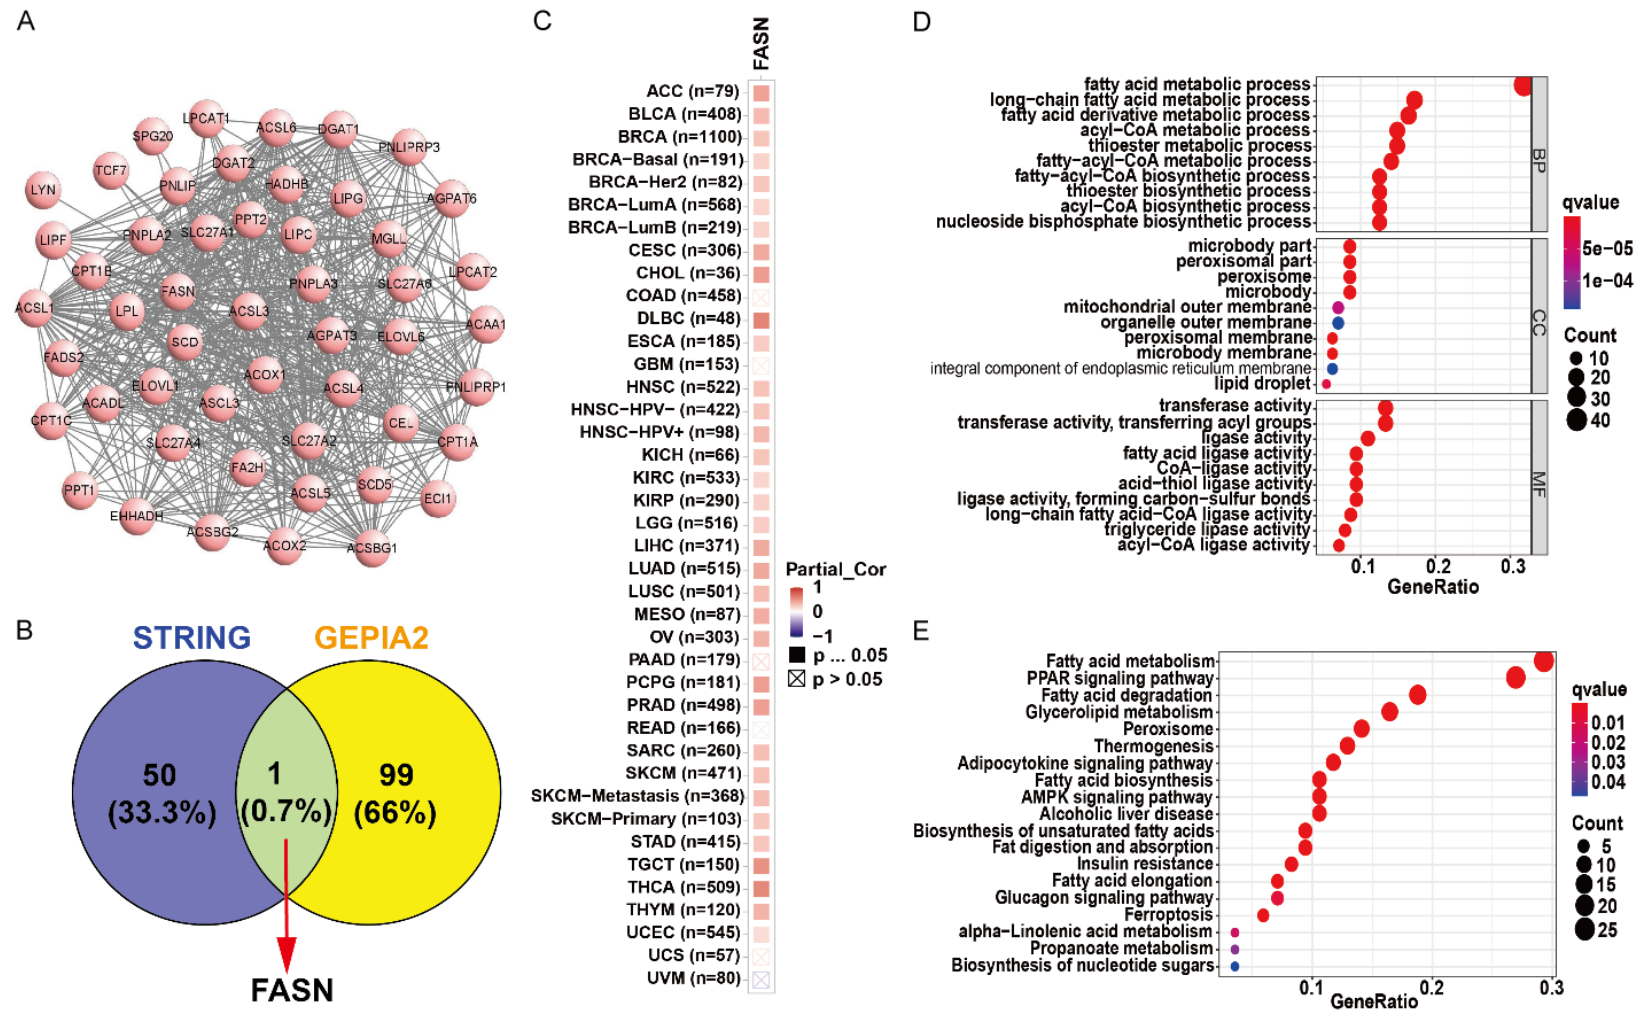 A
LPCAT1
ACSL6
DGAT1
SPG20
PNLIPRP3
DGAT2
TCF7
PNLIP
HADHB
LIPG
LYN
AGPAT6
PPT2
SLC27A1
LIPC
PNPLA2
LIPF
MGLL
CPT1B
LPCAT2
PNPLA3
SLC27A6
FASN
ACSL1
LPL
ACSL3
ACAA1
AGPAT3
ELOVL6
SCD
FADS2
ACOX1
ELOVL1
ACSL4
PNLIPRP1
ACADL
ASCL3
CPT1C
CEL
SLC27A4
SLC27A2
CPT1A
FA2H
PPT1
ACSL5
SCD5
ECI1
EHHADH
ACSBG2
ACOX2
ACSBG1
B
STRING
GEPIA2
50
(33.3%)
1
(0.7%)
99
(66%)
FASN
C
FASN
ACC (n=79)
BLCA (n=408)
BRCA (n=1100)
BRCA−Basal (n=191)
BRCA−Her2 (n=82)
BRCA−LumA (n=568)
BRCA−LumB (n=219)
CESC (n=306)
CHOL (n=36)
COAD (n=458)
DLBC (n=48)
ESCA (n=185)
GBM (n=153)
HNSC (n=522)
HNSC−HPV− (n=422)
HNSC−HPV+ (n=98)
KICH (n=66)
KIRC (n=533)
KIRP (n=290)
LGG (n=516)
LIHC (n=371)
LUAD (n=515)
LUSC (n=501)
MESO (n=87)
OV (n=303)
PAAD (n=179)
PCPG (n=181)
PRAD (n=498)
READ (n=166)
SARC (n=260)
SKCM (n=471)
SKCM−Metastasis (n=368)
SKCM−Primary (n=103)
STAD (n=415)
TGCT (n=150)
THCA (n=509)
THYM (n=120)
UCEC (n=545)
UCS (n=57)
UVM (n=80)
Partial_Cor
1
0
−1
p ... 0.05
p > 0.05
D
fatty acid metabolic process
long−chain fatty acid metabolic process
fatty acid derivative metabolic process
acyl−CoA metabolic process
thioester metabolic process
fatty−acyl−CoA metabolic process
fatty−acyl−CoA biosynthetic process
thioester biosynthetic process
acyl−CoA biosynthetic process
nucleoside bisphosphate biosynthetic process
BP
microbody part
peroxisomal part
peroxisome
microbody
mitochondrial outer membrane
organelle outer membrane
peroxisomal membrane
microbody membrane
integral component of endoplasmic reticulum membrane
lipid droplet
CC
transferase activity
transferase activity, transferring acyl groups
ligase activity
fatty acid ligase activity
CoA−ligase activity
acid−thiol ligase activity
ligase activity, forming carbon−sulfur bonds
long−chain fatty acid−CoA ligase activity
triglyceride ligase activity
acyl−CoA ligase activity
MF
0.1 0.2 0.3
GeneRatio
qvalue
5e−05
1e−04
Count
10
20
30
40
E
Fatty acid metabolism
PPAR signaling pathway
Fatty acid degradation
Glycerolipid metabolism
Peroxisome
Thermogenesis
Adipocytokine signaling pathway
Fatty acid biosynthesis
AMPK signaling pathway
Alcoholic liver disease
Biosynthesis of unsaturated fatty acids
Fat digestion and absorption
Insulin resistance
Fatty acid elongation
Glucagon signaling pathway
Ferroptosis
alpha−Linolenic acid metabolism
Propanoate metabolism
Biosynthesis of nucleotide sugars
0.1 0.2 0.3
GeneRatio
qvalue
0.01
0.02
0.03
0.04
Count
5
10
15
20
25